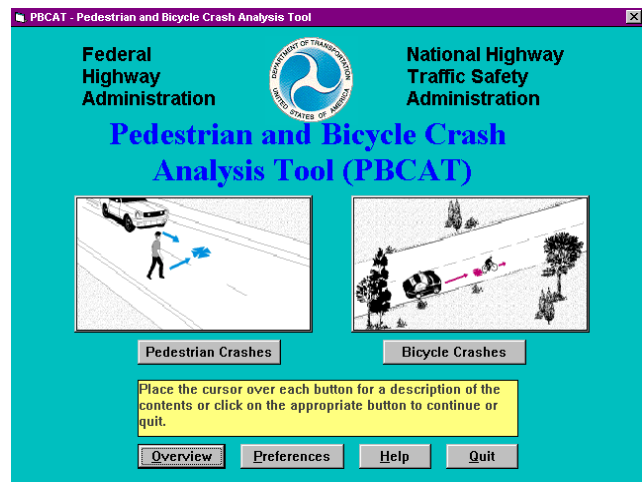 PBCAT - Pedestrian and Bicycle Crash Analysis Tool
Federal
Highway
Administration
DEPARTMENT OF TRANSPORTATION
UNITED STATES OF AMERICA
National Highway
Traffic Safety
Administration
Pedestrian and Bicycle Crash
Analysis Tool (PBCAT)
Pedestrian Crashes
Bicycle Crashes
Place the cursor over each button for a description of the
contents or click on the appropriate button to continue or
quit.
Overview
Preferences
Help
Quit